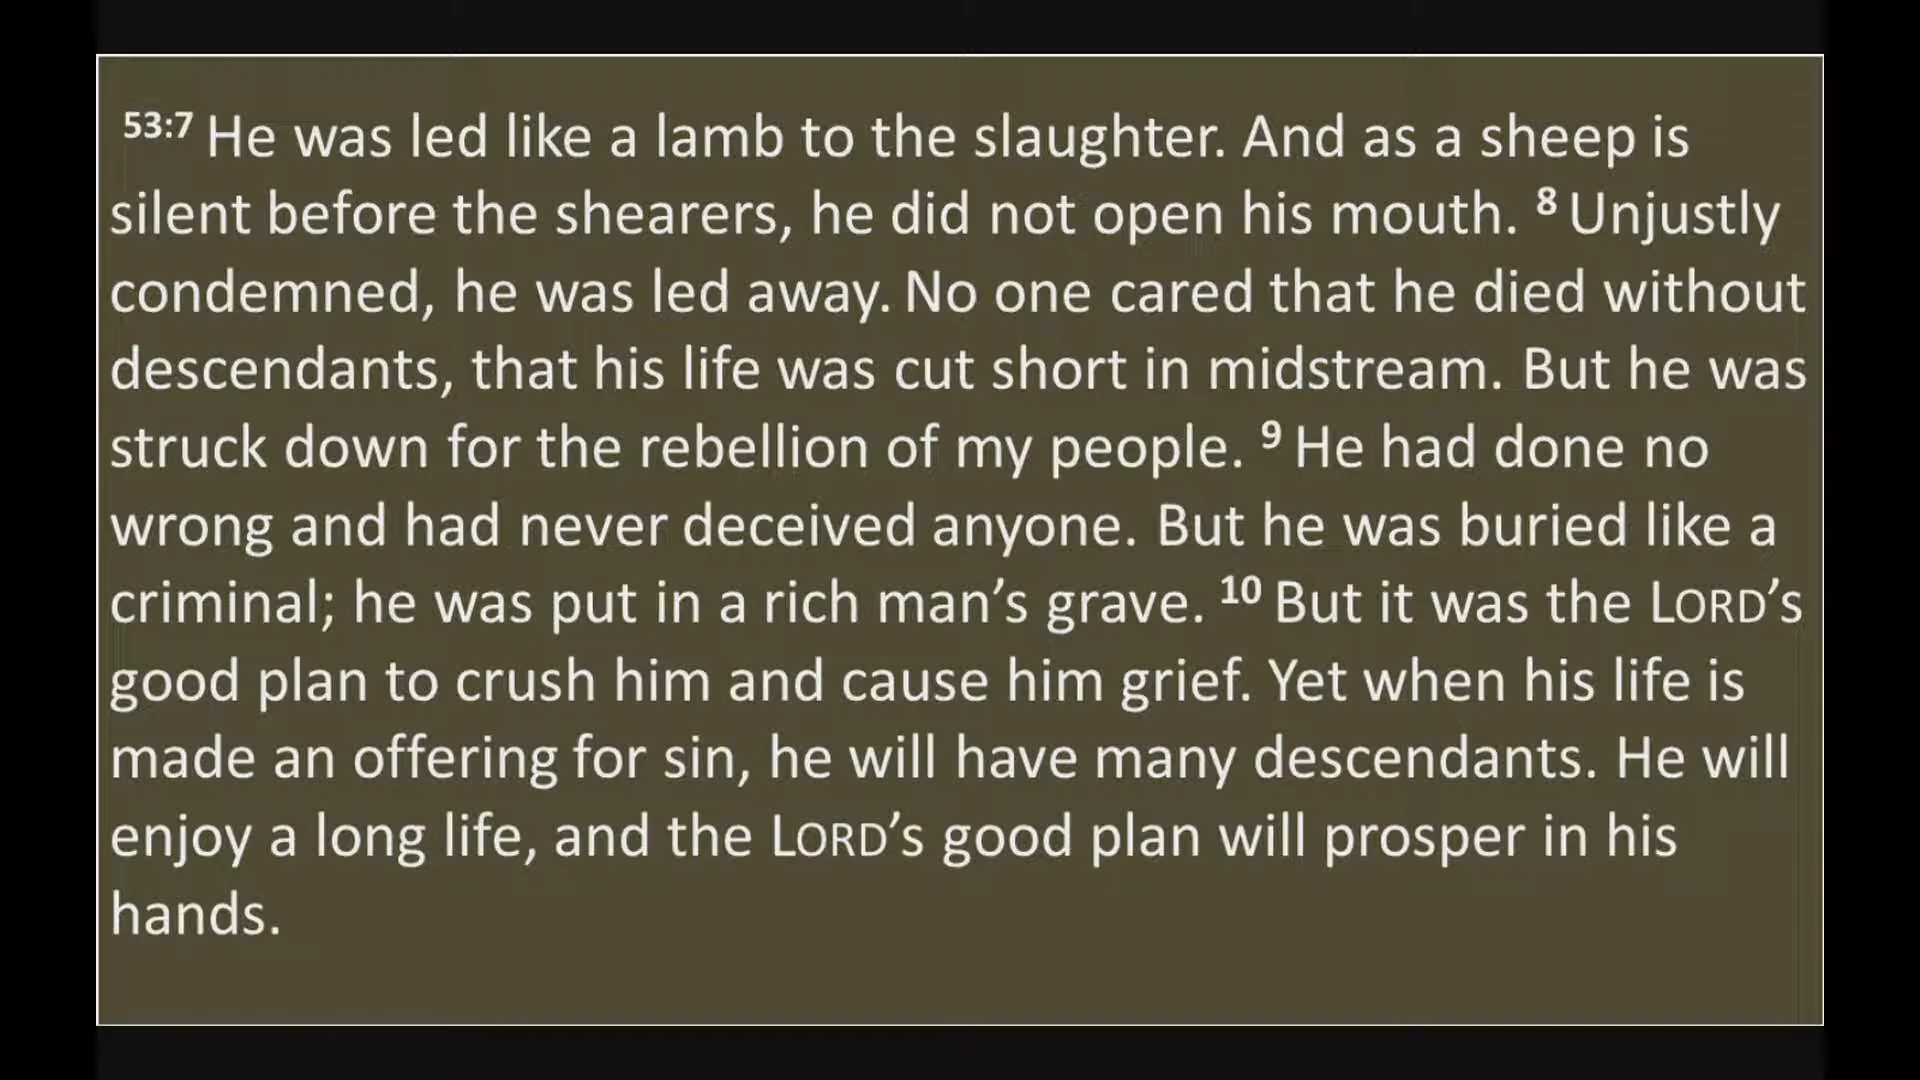 53:7 He was led like a lamb to the slaughter. And as a sheep is
silent before the shearers, he did not open his mouth. 8 Unjustly
condemned, he was led away. No one cared that he died without
descendants, that his life was cut short in midstream. But he was
struck down for the rebellion of my people. 9 He had done no
wrong and had never deceived anyone. But he was buried like a
criminal; he was put in a rich man’s grave. 10 But it was the LORD’s
good plan to crush him and cause him grief. Yet when his life is
made an offering for sin, he will have many descendants. He will
enjoy a long life, and the LORD’s good plan will prosper in his
hands.